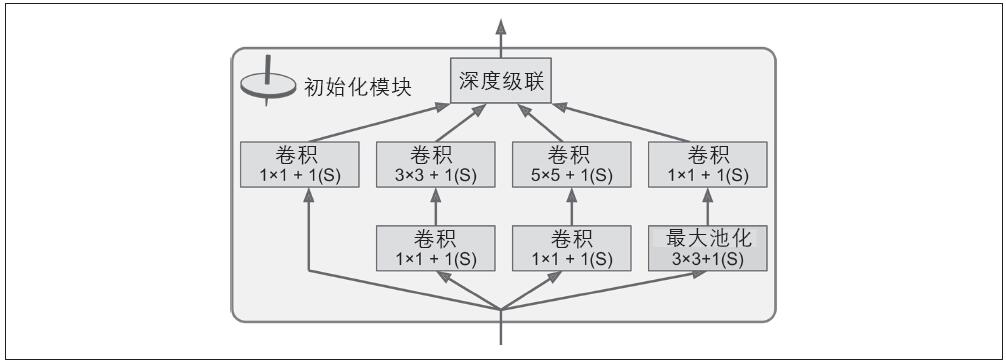 深度级联
初始化模块
卷积
1×1 + 1(S)
卷积
3×3 + 1(S)
卷积
5×5 + 1(S)
卷积
1×1 + 1(S)
卷积
1×1 + 1(S)
卷积
1×1 + 1(S)
最大池化
3×3+1(S)